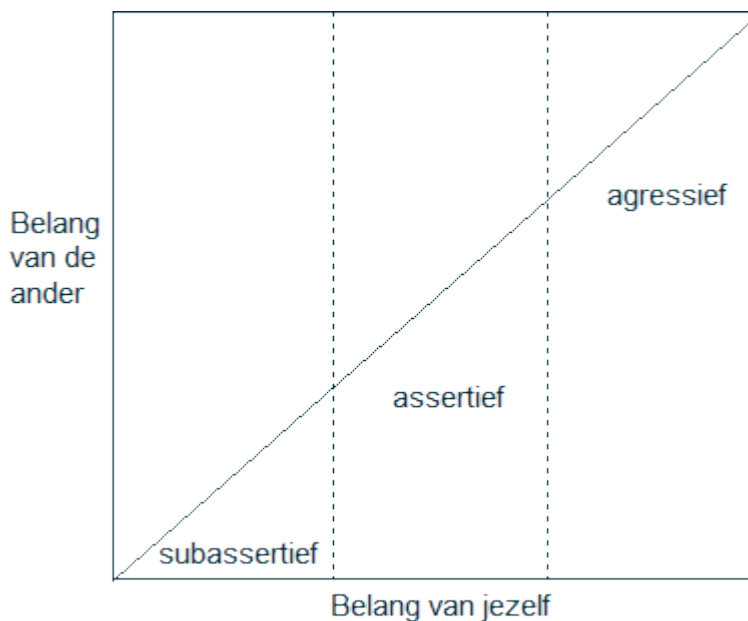 agressief
Belang
van de
ander
assertief
subassertief
Belang van jezelf